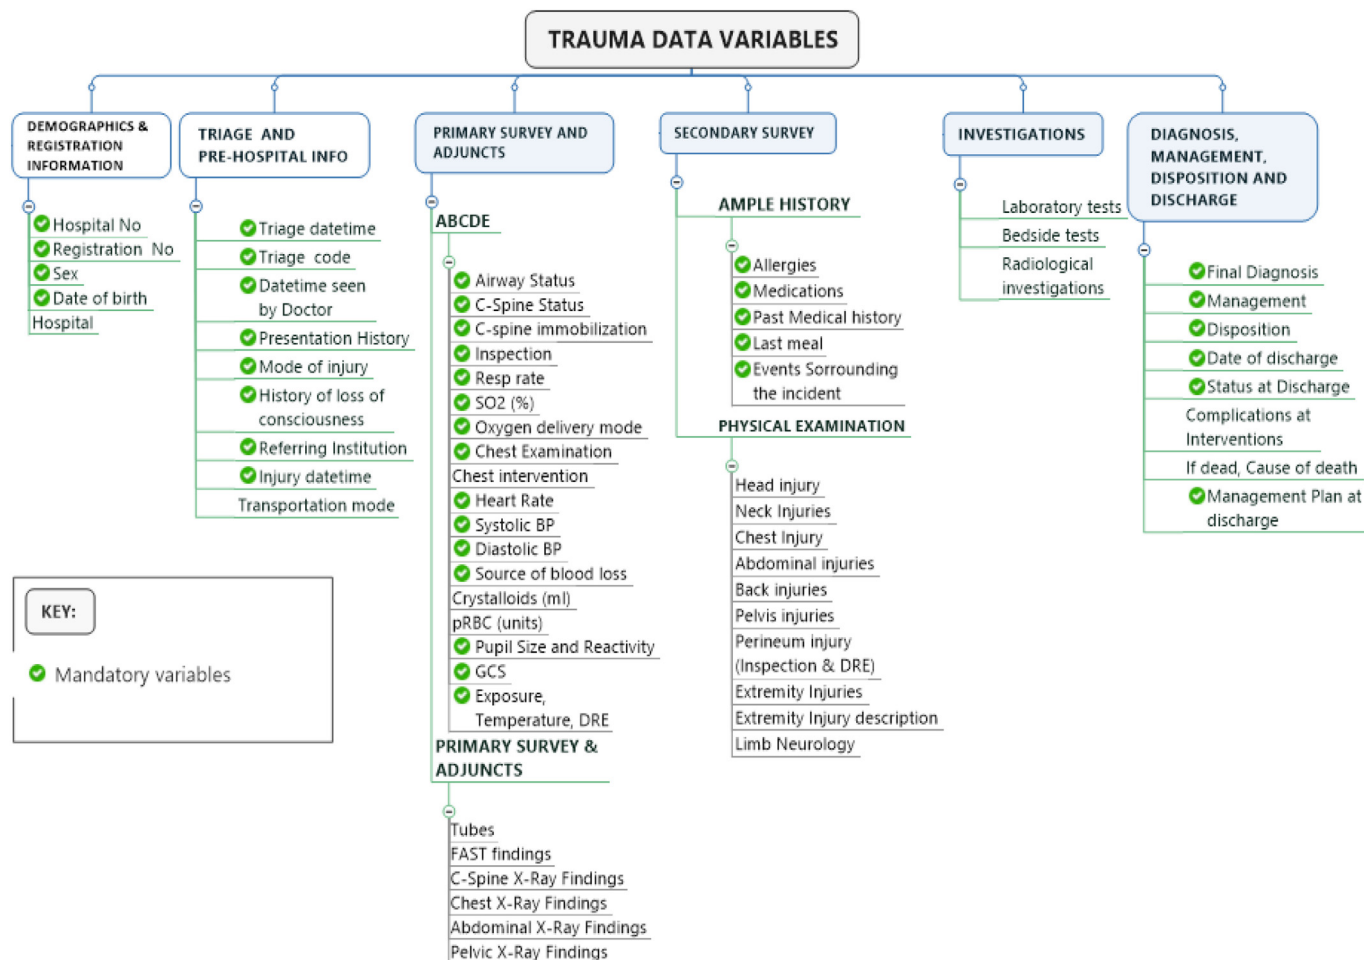 TRAUMA DATA VARIABLES
DEMOGRAPHICS &
REGISTRATION
INFORMATION
Hospital No
Registration No
Sex
Date of birth
Hospital
TRIAGE AND
PRE-HOSPITAL INFO
Triage datetime
Triage code
Datetime seen
by Doctor
Presentation History
Mode of injury
History of loss of
consciousness
Referring Institution
Injury datetime
Transportation mode
PRIMARY SURVEY AND
ADJUNCTS
ABCDE
Airway Status
C-Spine Status
C-spine immobilization
Inspection
Resp rate
SO2 (%)
Oxygen delivery mode
Chest Examination
Chest intervention
Heart Rate
Systolic BP
Diastolic BP
Source of blood loss
Crystalloids (ml)
pRBC (units)
Pupil Size and Reactivity
GCS
Exposure,
Temperature, DRE
PRIMARY SURVEY &
ADJUNCTS
Tubes
FAST findings
C-Spine X-Ray Findings
Chest X-Ray Findings
Abdominal X-Ray Findings
Pelvic X-Ray Findings
SECONDARY SURVEY
AMPLE HISTORY
Allergies
Medications
Past Medical history
Last meal
Events Sorrounding
the incident
PHYSICAL EXAMINATION
Head injury
Neck Injuries
Chest Injury
Abdominal injuries
Back injuries
Pelvis injuries
Perineum injury
(Inspection & DRE)
Extremity Injuries
Extremity Injury description
Limb Neurology
INVESTIGATIONS
Laboratory tests
Bedside tests
Radiological
investigations
DIAGNOSIS,
MANAGEMENT,
DISPOSITION AND
DISCHARGE
Final Diagnosis
Management
Disposition
Date of discharge
Status at Discharge
Complications at
Interventions
If dead, Cause of death
Management Plan at
discharge
KEY:
Mandatory variables